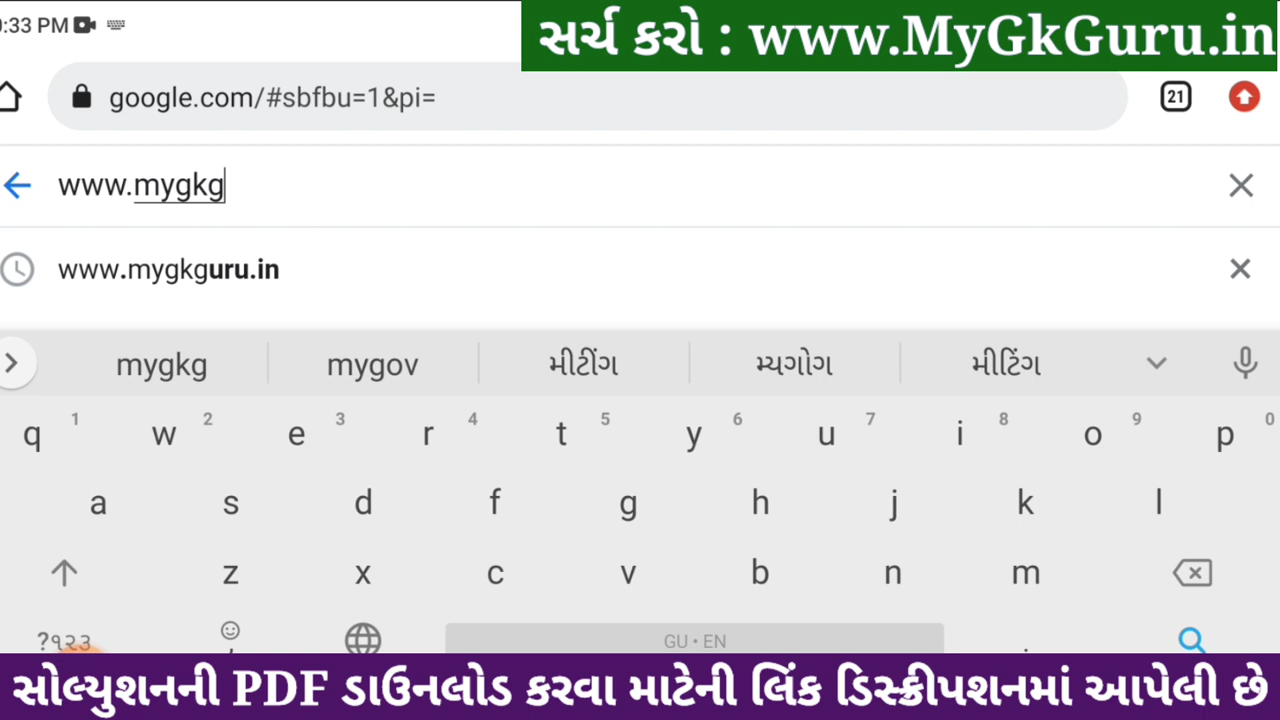 :33 PM
સર્ચ કરો : www.MyGkGuru.in
google.com/#sbfbu=1&pi=
21
www.mygkg
www.mygkguru.in
mygkg mygov મીટીંગ મ્યગોગ મીટિંગ
q 1 w 2 e 3 r 4 t 5 y 6 u 7 i 8 o 9 p 0
a s d f g h j k l
z x c v b n m
?૧૨૩ GU • EN
સોલ્યુશનની PDF ડાઉનલોડ કરવા માટેની લિંક ડિસ્ક્રીપશનમાં આપેલી છે